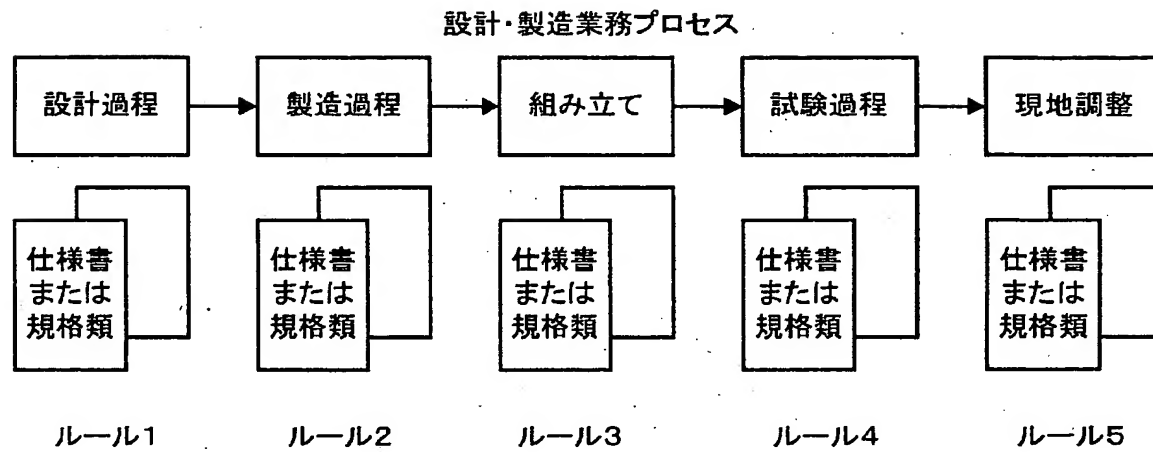 設計・製造業務プロセス
設計過程
製造過程
組み立て
試験過程
現地調整
仕様書
または
規格類
仕様書
または
規格類
仕様書
または
規格類
仕様書
または
規格類
仕様書
または
規格類
ルール1
ルール2
ルール3
ルール4
ルール5